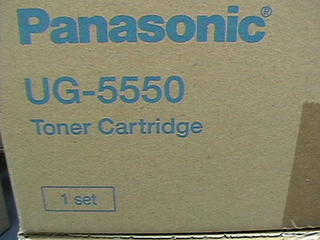 Panasonic®
UG-5550
Toner Cartridge
1 set